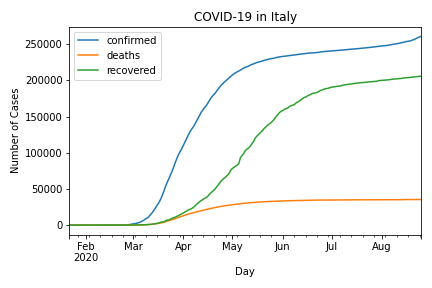 COVID-19 in Italy
confirmed
deaths
recovered
Number of Cases
250000
200000
150000
100000
50000
0
Feb Mar Apr May Jun Jul Aug
2020
Day